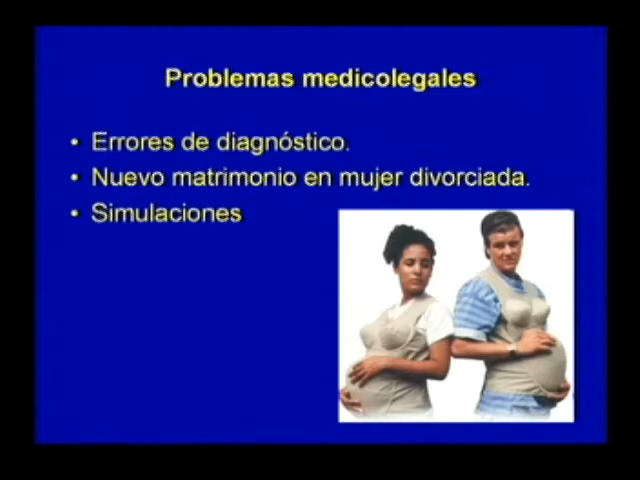 Problemas medicolegales
• Errores de diagnóstico.
• Nuevo matrimonio en mujer divorciada.
• Simulaciones